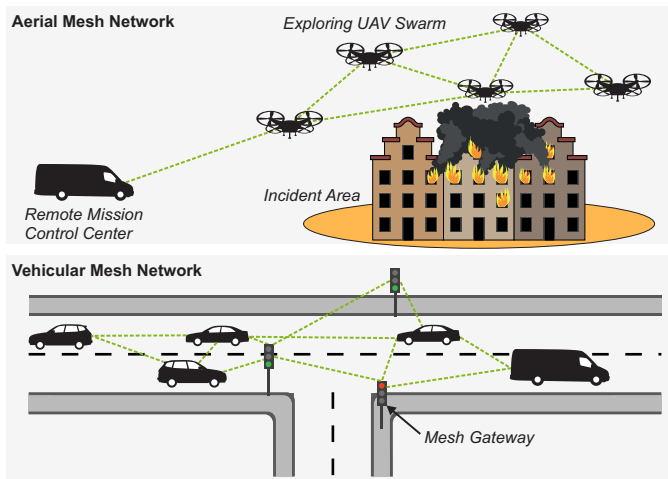 Aerial Mesh Network
Exploring UAV Swarm
Incident Area
Remote Mission
Control Center
Vehicular Mesh Network
Mesh Gateway